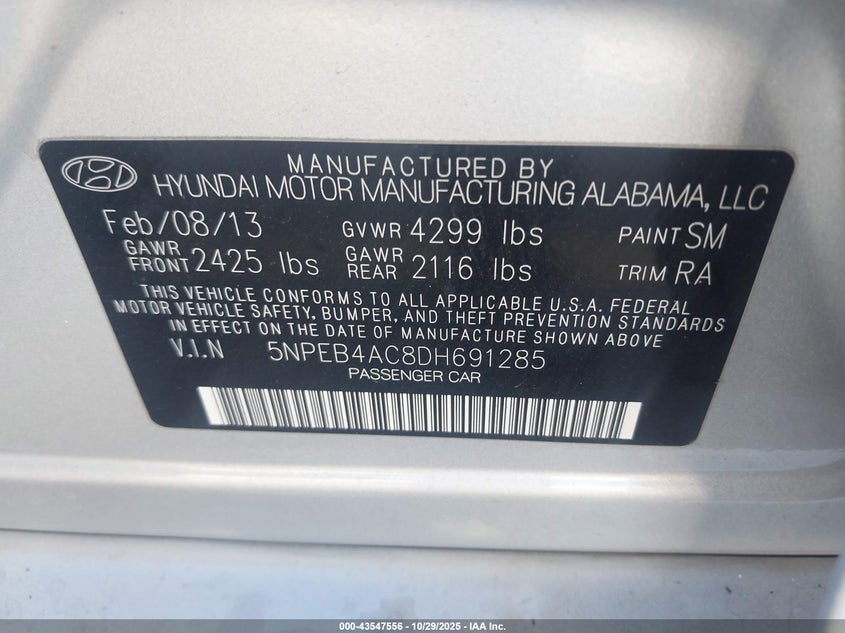 MANUFACTURED BY
HYUNDAI MOTOR MANUFACTURING ALABAMA, LLC
Feb/08/13 GVWR 4299 lbs PAINT SM
GAWR FRONT 2425 lbs GAWR REAR 2116 lbs TRIM RA
THIS VEHICLE CONFORMS TO ALL APPLICABLE U.S.A. FEDERAL
MOTOR VEHICLE SAFETY, BUMPER, AND THEFT PREVENTION STANDARDS
IN EFFECT ON THE DATE OF MANUFACTURE SHOWN ABOVE
V.I.N 5NPEB4AC8DH691285
PASSENGER CAR
000-43547556 - 10/29/2025 - IAA Inc.